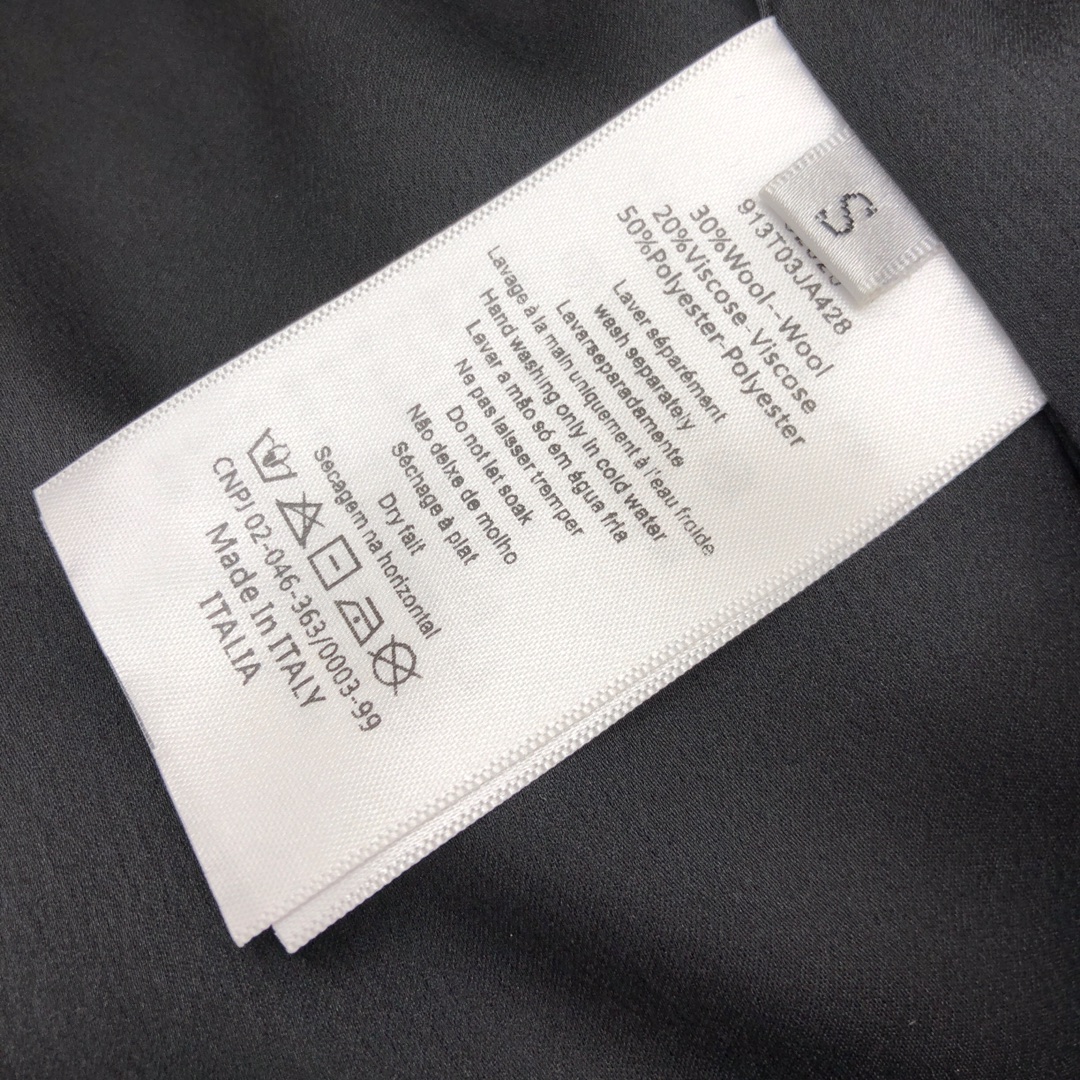 S
913T03JA428
30%Wool--Wool
20%Viscose-Viscose
50%Polyester-Polyester
Laver séparément
wash separately
Lavarseparadamente
Lavage à la main uniquement à l'eau froide
Hand washing only in cold water
Lavar a mão só em água fria
Ne pas laisser tremper
Do not let soak
Não deixe de molho
Séchage à plat
Dry falt
Secagem na horizontal
CNPJ 02-046-363/0003-99
Made In ITALY
ITALIA